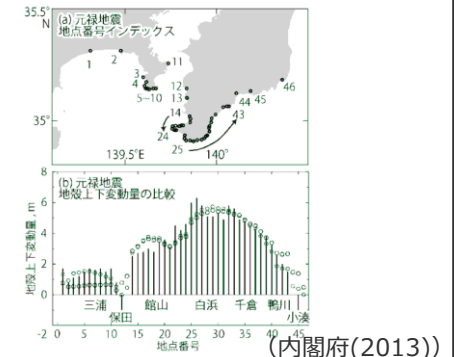 35.5°
N
(a) 元禄地震
地点番号インデックス
1
2
3
4
5-10
11
12
13
14
24
25
43
44
45
46
35°
139.5°E
140°
(b) 元禄地震
地殻上下変動量の比較
地殻上下変動量, m
8
6
4
2
0
-2
三浦
館山
白浜
千倉
鴨川
保田
小湊
0
5
10
15
20
25
30
35
40
45
地点番号
(内閣府(2013))